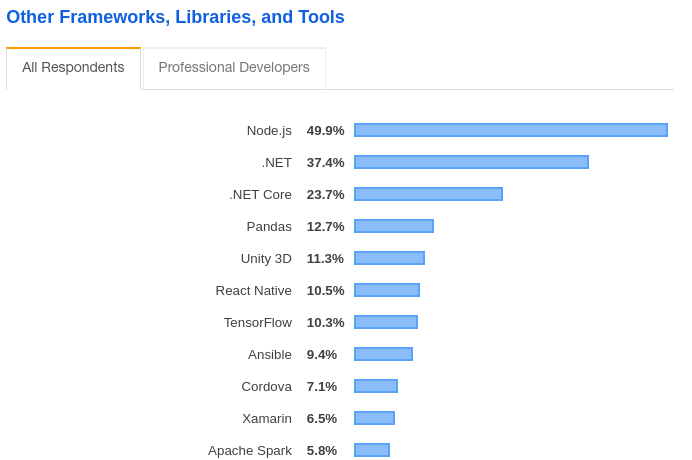 Other Frameworks, Libraries, and Tools
All Respondents Professional Developers
Node.js 49.9%
.NET 37.4%
.NET Core 23.7%
Pandas 12.7%
Unity 3D 11.3%
React Native 10.5%
TensorFlow 10.3%
Ansible 9.4%
Cordova 7.1%
Xamarin 6.5%
Apache Spark 5.8%